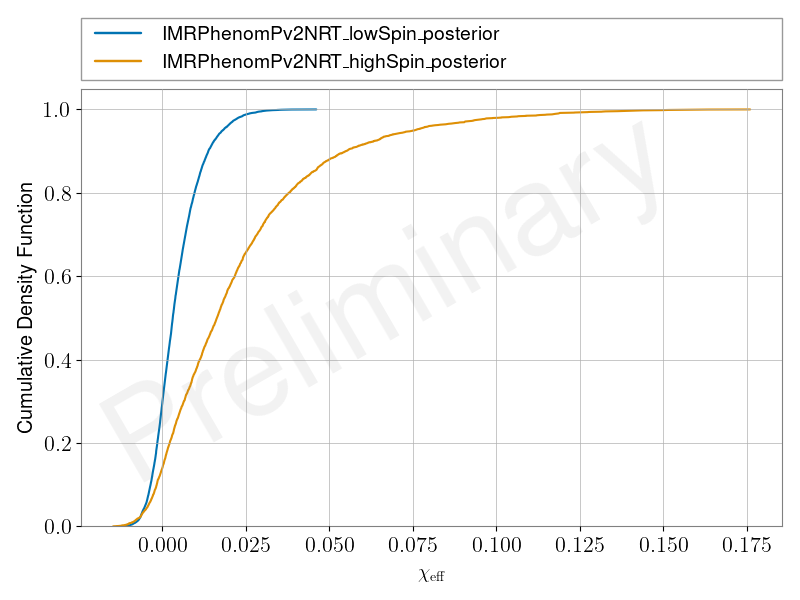 IMRPhenomPv2NRT_lowSpin_posterior
IMRPhenomPv2NRT_highSpin_posterior
1.0
0.8
0.6
0.4
0.2
0.0
Cumulative Density Function
Preliminary
0.000 0.025 0.050 0.075 0.100 0.125 0.150 0.175
χeff